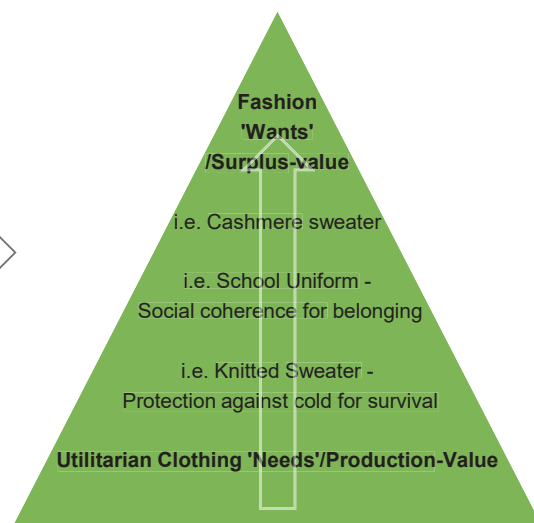 Fashion
'Wants'
/Surplus-value
i.e. Cashmere sweater
i.e. School Uniform -
Social coherence for belonging
i.e. Knitted Sweater -
Protection against cold for survival
Utilitarian Clothing 'Needs'/Production-Value